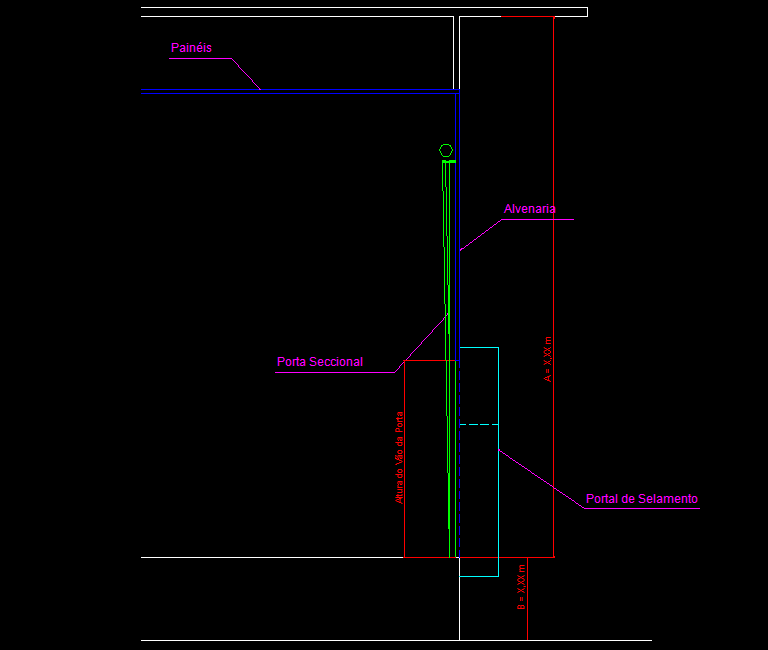 Painéis
Alvenaria
A = X,XX m
Porta Seccional
Altura do Vão da Porta
Portal de Selamento
B = X,XX m